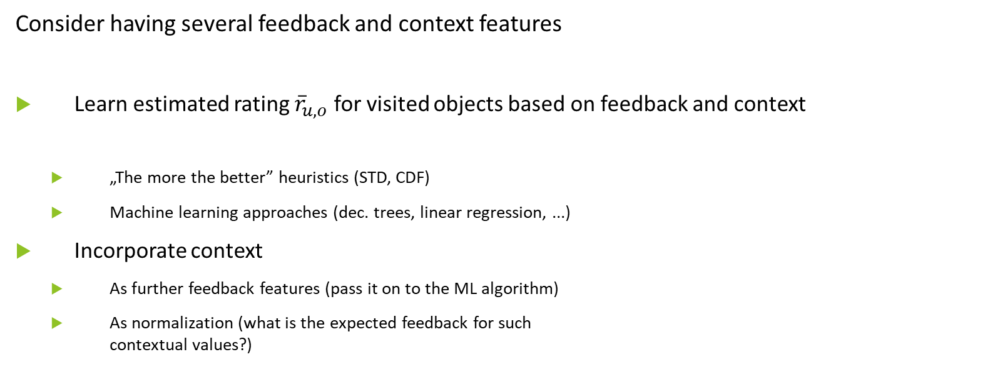 Consider having several feedback and context features
Learn estimated rating r̄u,o for visited objects based on feedback and context
„The more the better” heuristics (STD, CDF)
Machine learning approaches (dec. trees, linear regression, ...)
Incorporate context
As further feedback features (pass it on to the ML algorithm)
As normalization (what is the expected feedback for such
contextual values?)